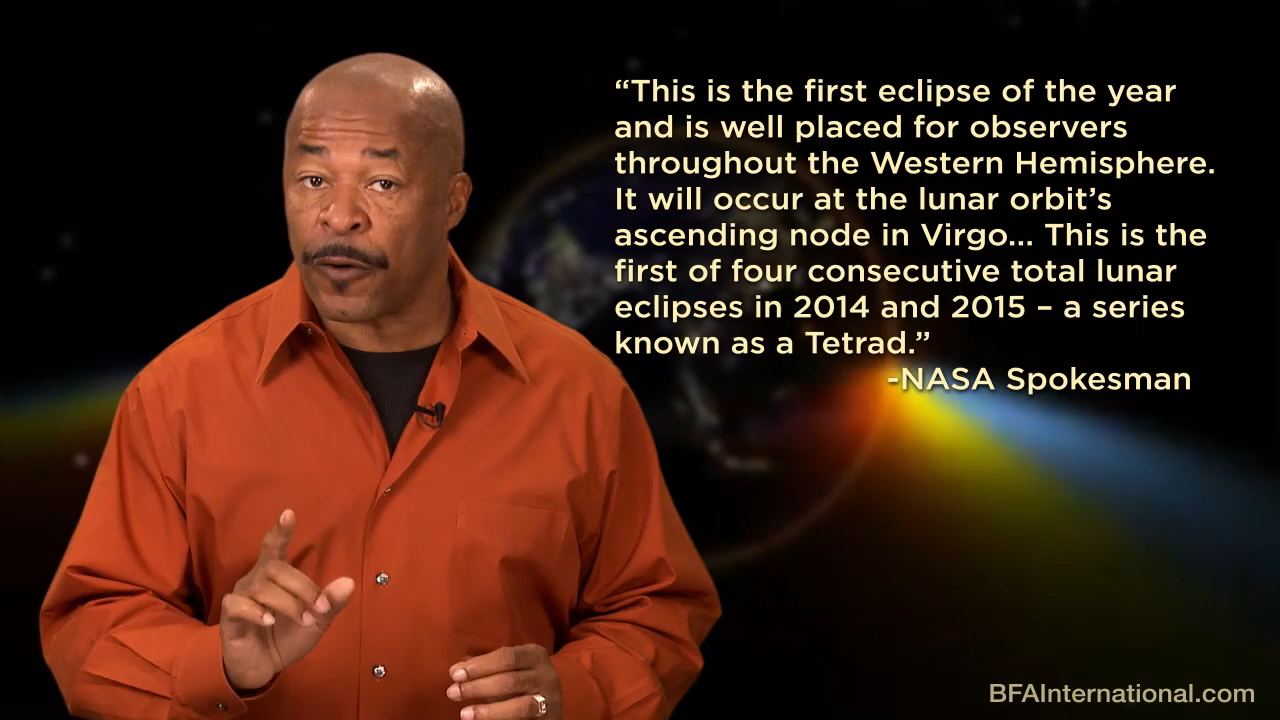 “This is the first eclipse of the year
and is well placed for observers
throughout the Western Hemisphere.
It will occur at the lunar orbit’s
ascending node in Virgo... This is the
first of four consecutive total lunar
eclipses in 2014 and 2015 – a series
known as a Tetrad.”
-NASA Spokesman
BFAInternational.com